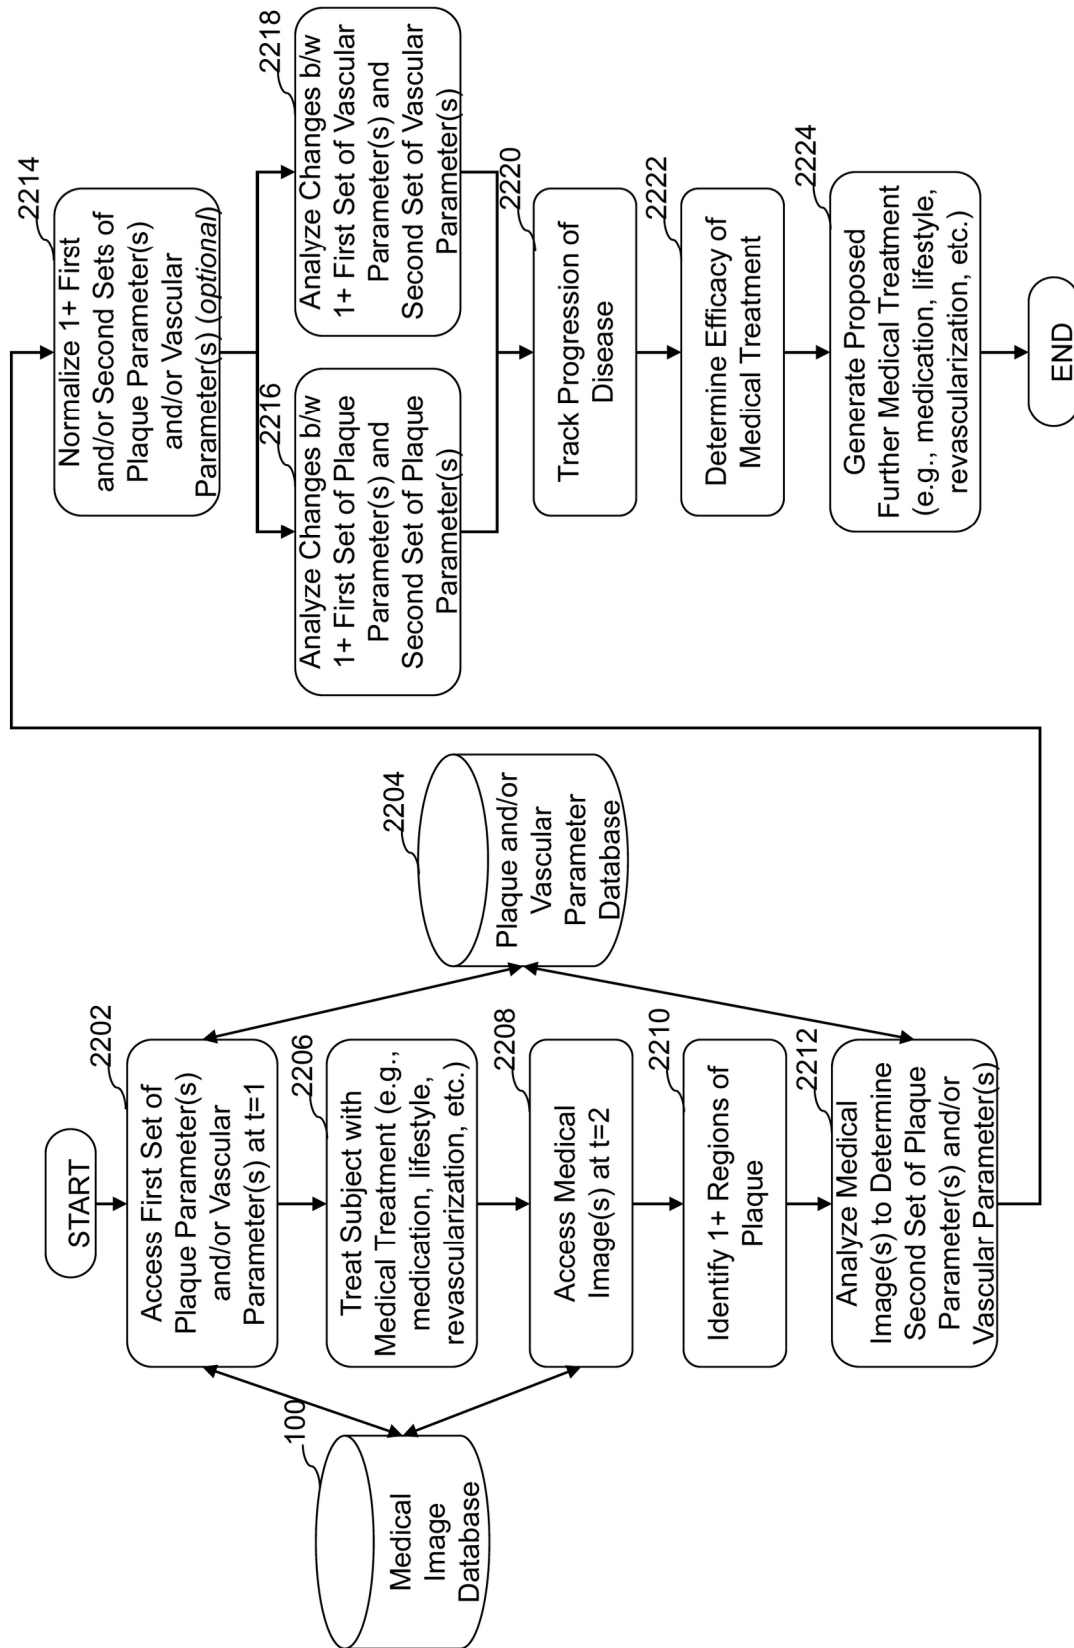 START
2202
Access First Set of
Plaque Parameter(s)
and/or Vascular
Parameter(s) at t=1
100
Medical
Image
Database
2204
Plaque and/or
Vascular
Parameter
Database
2206
Treat Subject with
Medical Treatment (e.g.,
medication, lifestyle,
revascularization, etc.)
2208
Access Medical
Image(s) at t=2
2210
Identify 1+ Regions of
Plaque
2212
Analyze Medical
Image(s) to Determine
Second Set of Plaque
Parameter(s) and/or
Vascular Parameter(s)
2214
Normalize 1+ First
and/or Second Sets of
Plaque Parameter(s)
and/or Vascular
Parameter(s) (optional)
2216
Analyze Changes b/w
1+ First Set of Plaque
Parameter(s) and
Second Set of Plaque
Parameter(s)
2218
Analyze Changes b/w
1+ First Set of Vascular
Parameter(s) and
Second Set of Vascular
Parameter(s)
2220
Track Progression of
Disease
2222
Determine Efficacy of
Medical Treatment
2224
Generate Proposed
Further Medical Treatment
(e.g., medication, lifestyle,
revascularization, etc.)
END